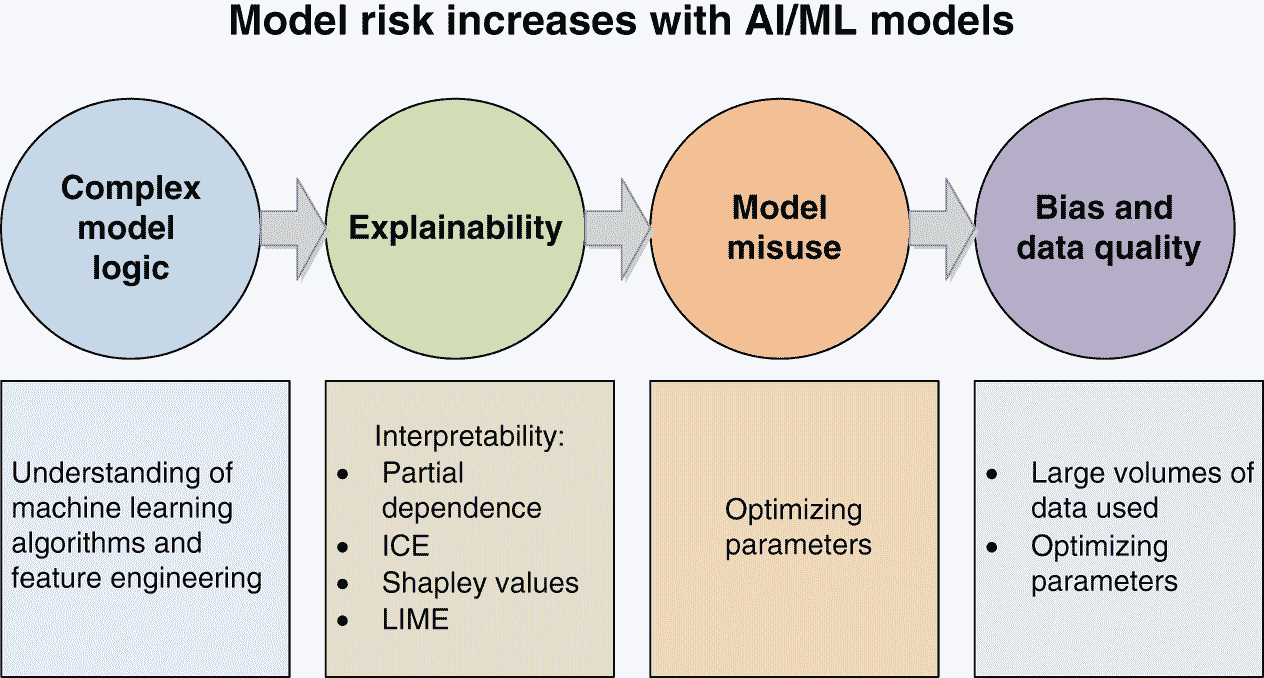 Model risk increases with AI/ML models
Complex
model
logic
Explainability
Model
misuse
Bias and
data quality
Understanding of
machine learning
algorithms and
feature engineering
Interpretability:
• Partial
dependence
• ICE
• Shapley values
• LIME
Optimizing
parameters
• Large volumes of
data used
• Optimizing
parameters